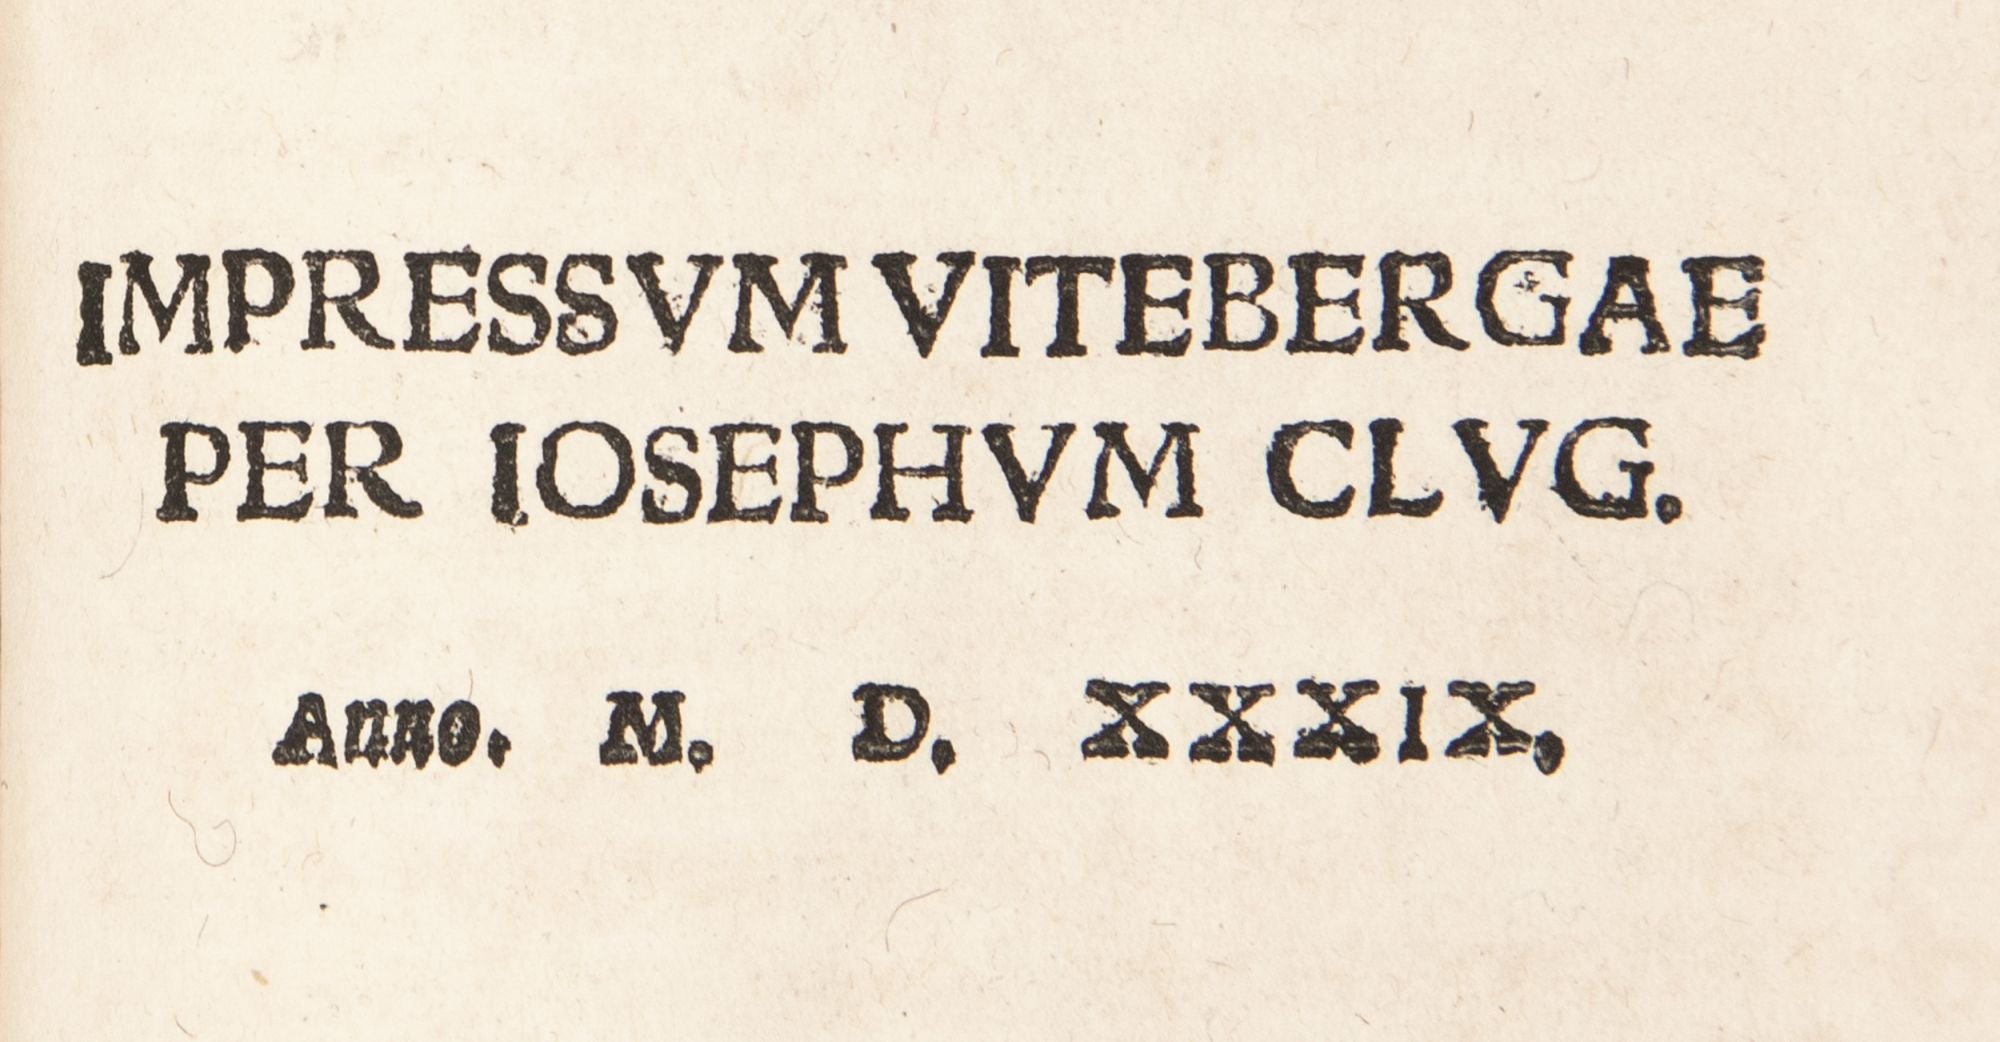 IMPRESSVM VITEBERGAE
PER IOSEPHVM CLVG.
Anno. M. D. XXXIX,